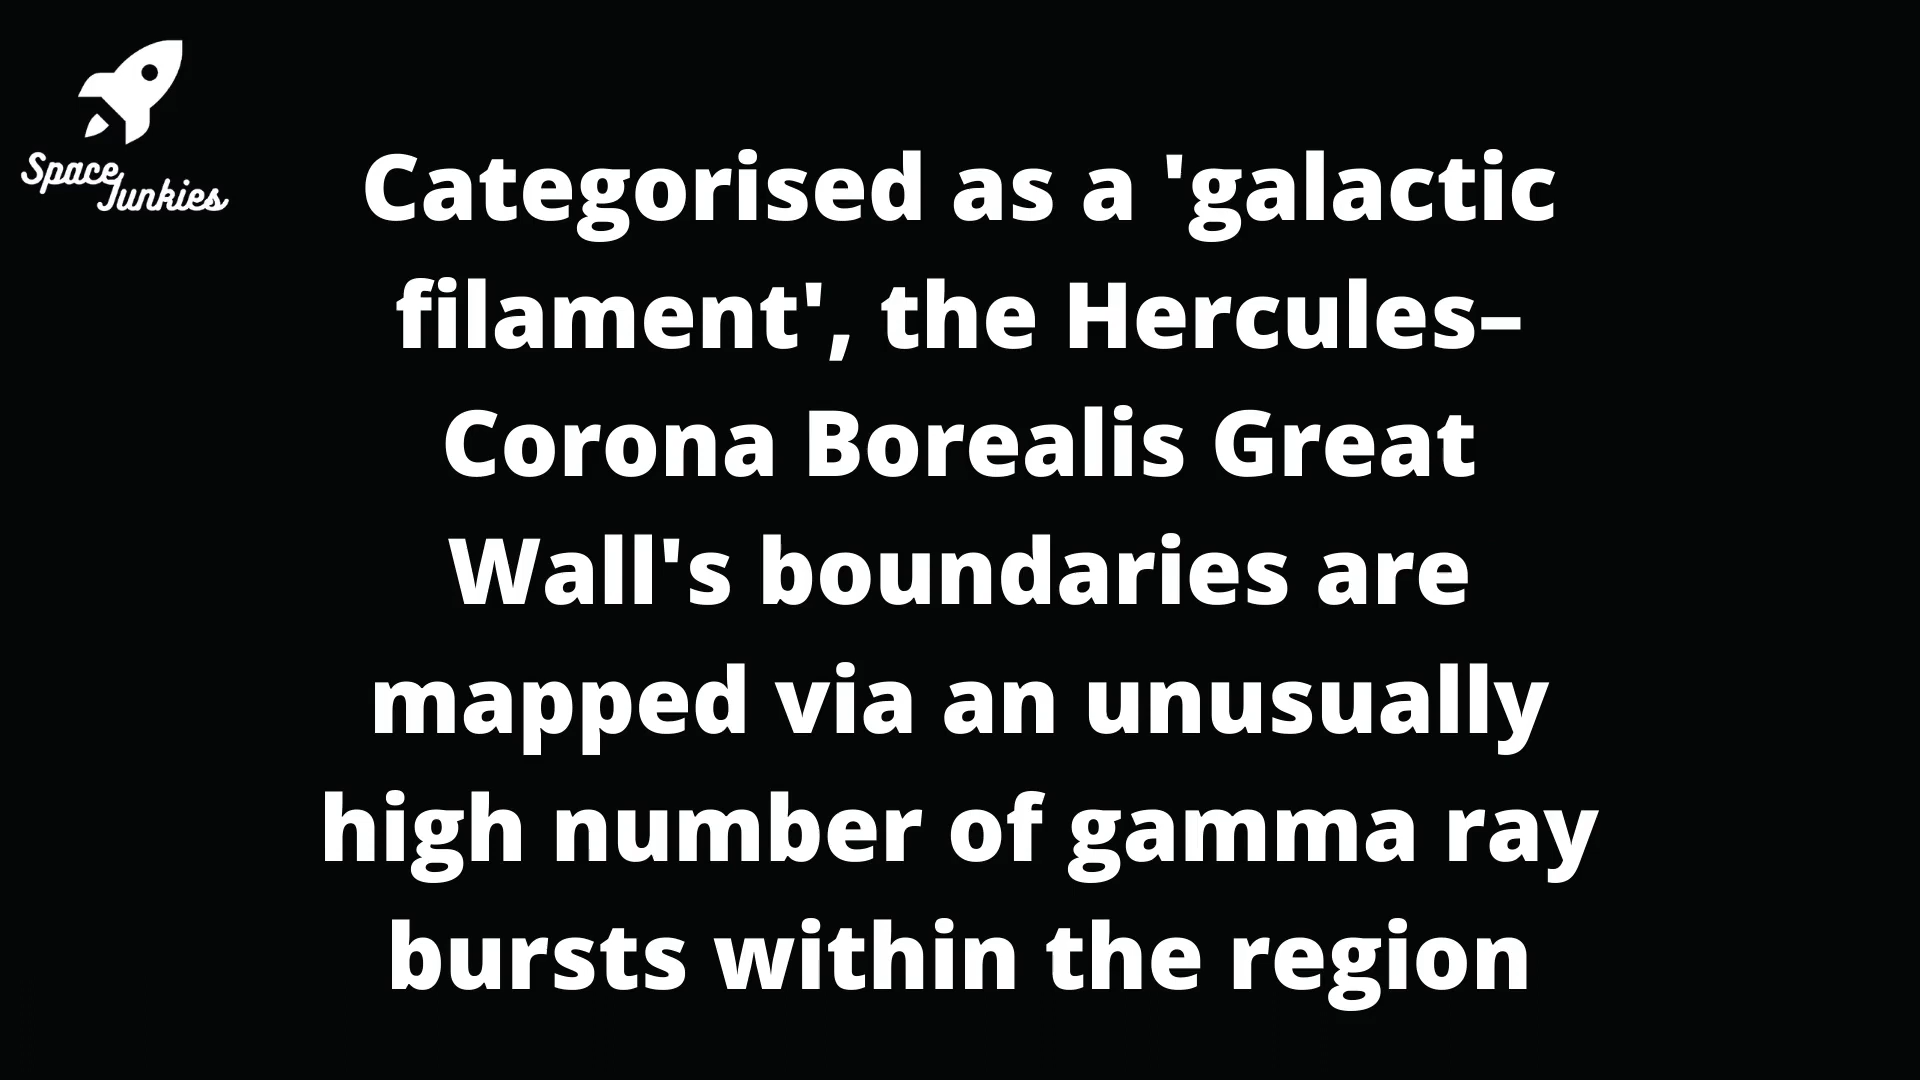 Space
Junkies
Categorised as a 'galactic
filament', the Hercules–
Corona Borealis Great
Wall's boundaries are
mapped via an unusually
high number of gamma ray
bursts within the region